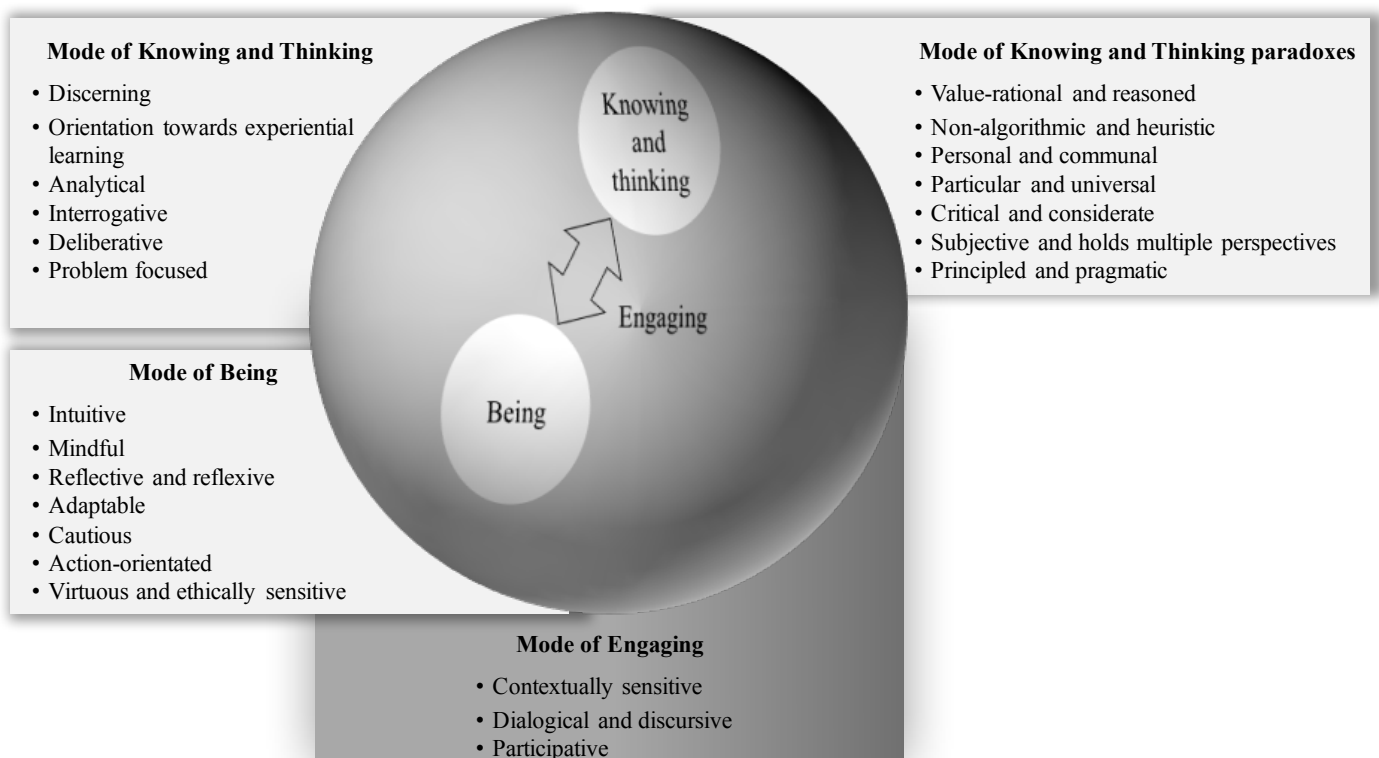 Mode of Knowing and Thinking
• Discerning
• Orientation towards experiential
learning
• Analytical
• Interrogative
• Deliberative
• Problem focused
Knowing
and
thinking
Engaging
Being
Mode of Knowing and Thinking paradoxes
• Value-rational and reasoned
• Non-algorithmic and heuristic
• Personal and communal
• Particular and universal
• Critical and considerate
• Subjective and holds multiple perspectives
• Principled and pragmatic
Mode of Being
• Intuitive
• Mindful
• Reflective and reflexive
• Adaptable
• Cautious
• Action-orientated
• Virtuous and ethically sensitive
Mode of Engaging
• Contextually sensitive
• Dialogical and discursive
• Participative